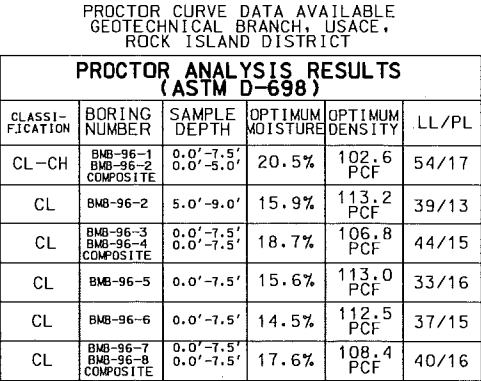 PROCTOR CURVE DATA AVAILABLE
GEOTECHNICAL BRANCH, USACE,
ROCK ISLAND DISTRICT
PROCTOR ANALYSIS RESULTS
(ASTM D-698)
CLASSI-FICATION BORING NUMBER SAMPLE DEPTH OPTIMUM MOISTURE OPTIMUM DENSITY LL/PL
CL-CH BMB-96-1 BMB-96-2 COMPOSITE 0.0'-7.5' 0.0'-5.0' 20.5% 102.6 PCF 54/17
CL BMB-96-2 5.0'-9.0' 15.9% 113.2 PCF 39/13
CL BMB-96-3 BMB-96-4 COMPOSITE 0.0'-7.5' 0.0'-7.5' 18.7% 106.8 PCF 44/15
CL BMB-96-5 0.0'-7.5' 15.6% 113.0 PCF 33/16
CL BMB-96-6 0.0'-7.5' 14.5% 112.5 PCF 37/15
CL BMB-96-7 BMB-96-8 COMPOSITE 0.0'-7.5' 0.0'-7.5' 17.6% 108.4 PCF 40/16